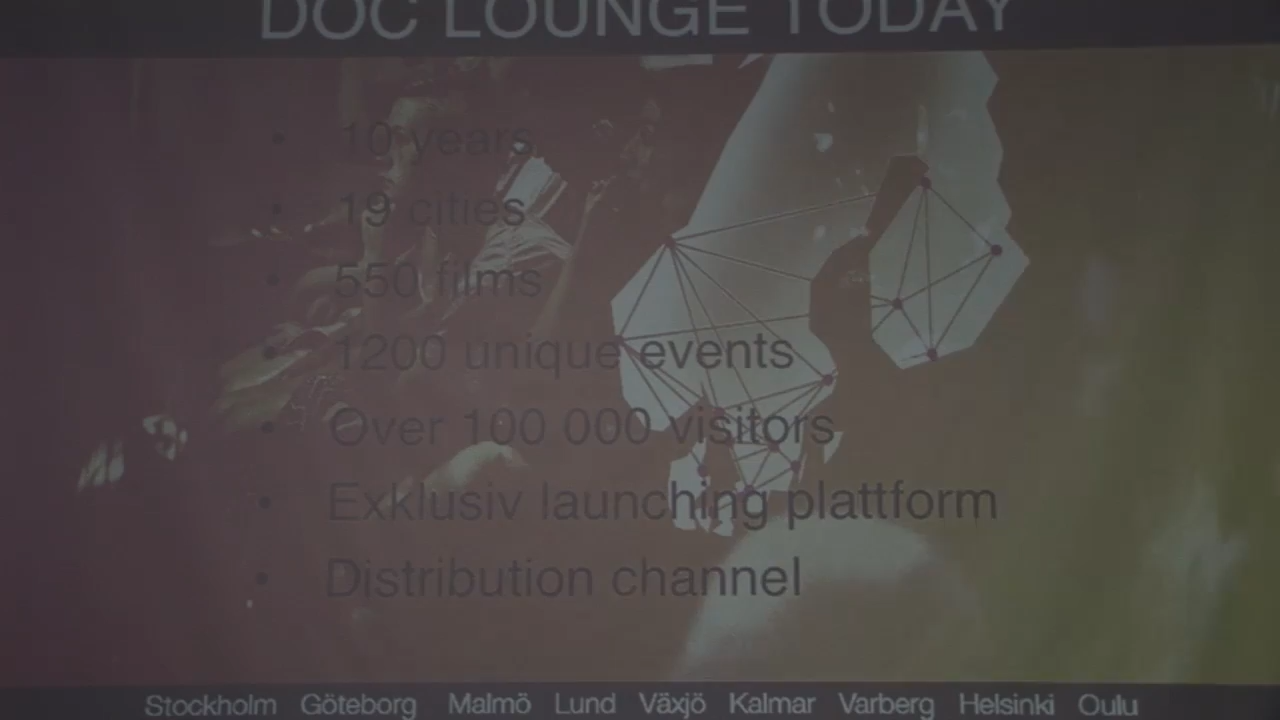 DOC LOUNGE TODAY
• 10 years
• 19 cities
• 550 films
• 1200 unique events
• Over 100 000 visitors
• Exklusiv launching plattform
• Distribution channel
Stockholm Göteborg Malmö Lund Växjö Kalmar Varberg Helsinki Oulu